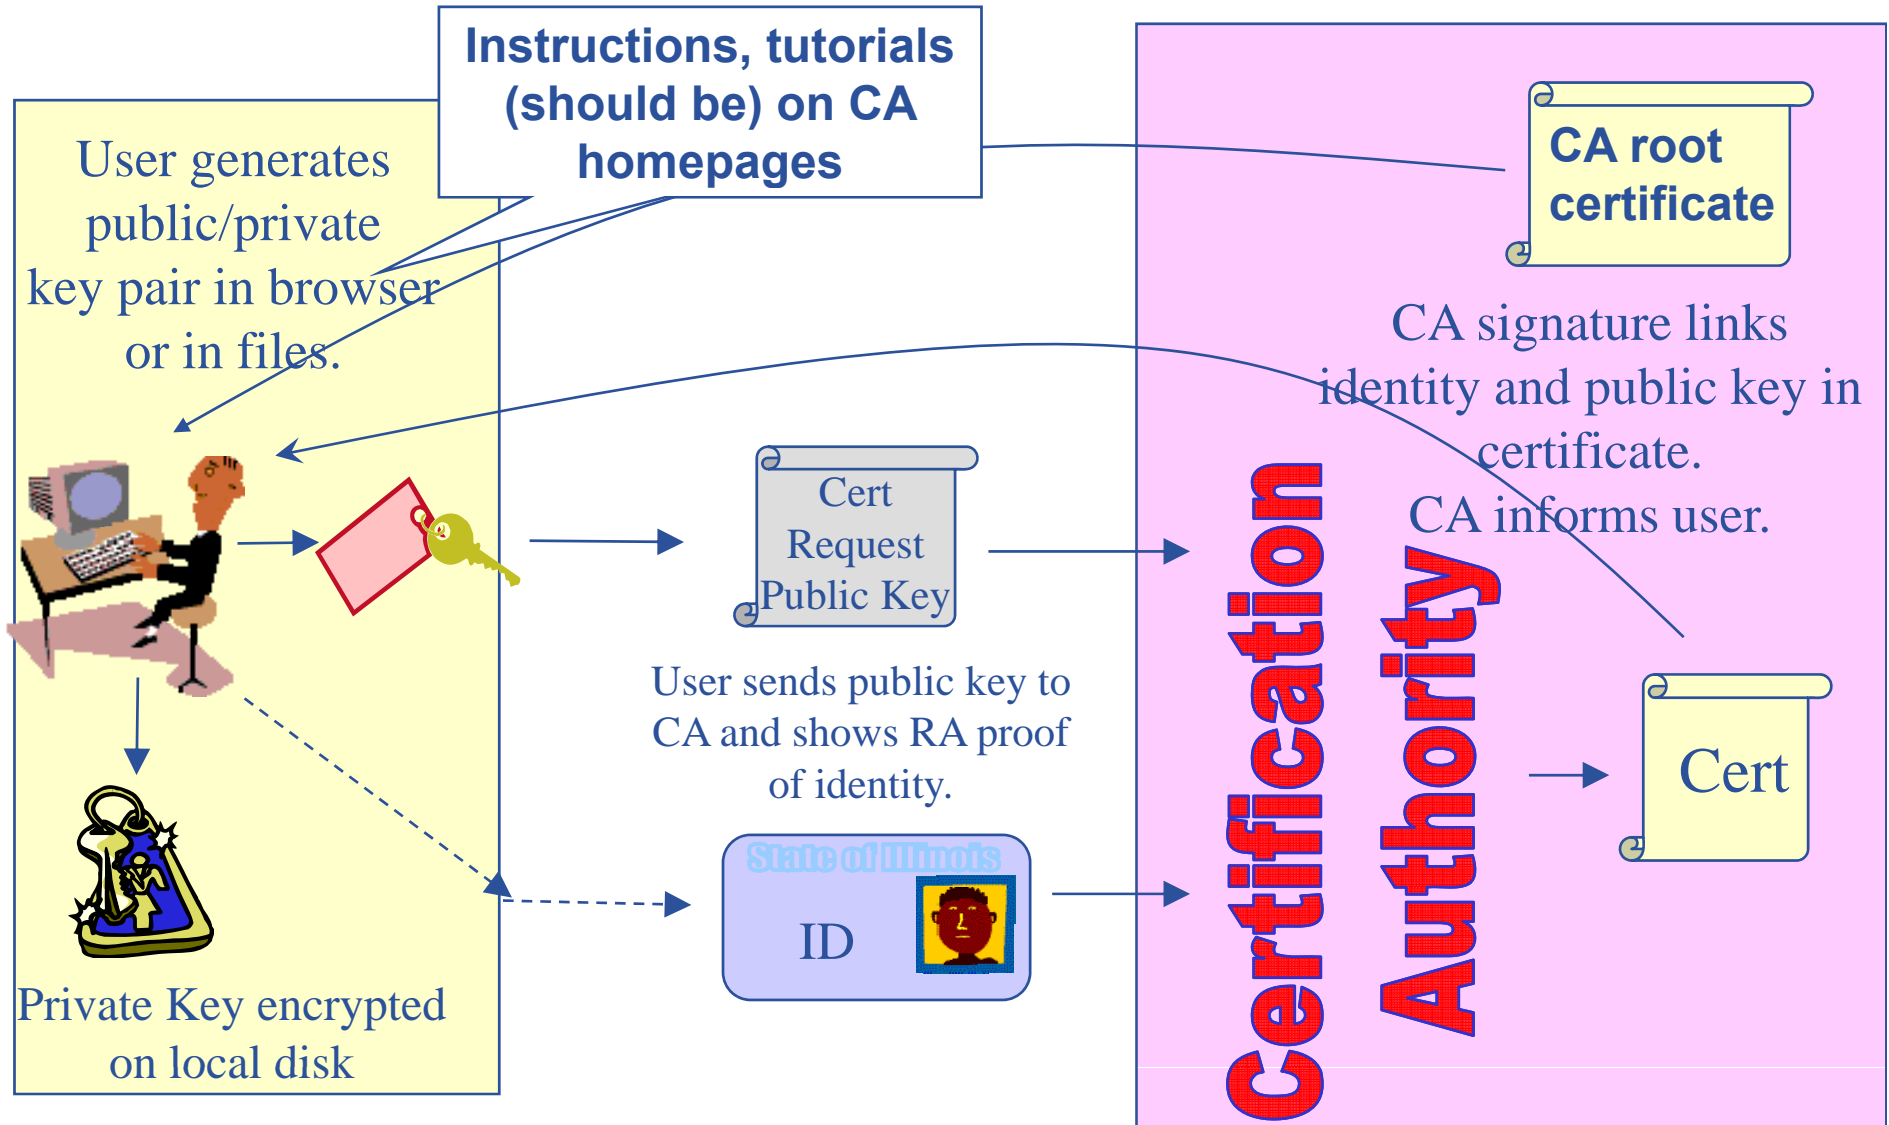 Instructions, tutorials
(should be) on CA
homepages
User generates
public/private
key pair in browser
or in files.
CA root
certificate
CA signature links
identity and public key in
certificate.
CA informs user.
Cert
Request
Public Key
User sends public key to
CA and shows RA proof
of identity.
State of Illinois
ID
Certification
Authority
Cert
Private Key encrypted
on local disk